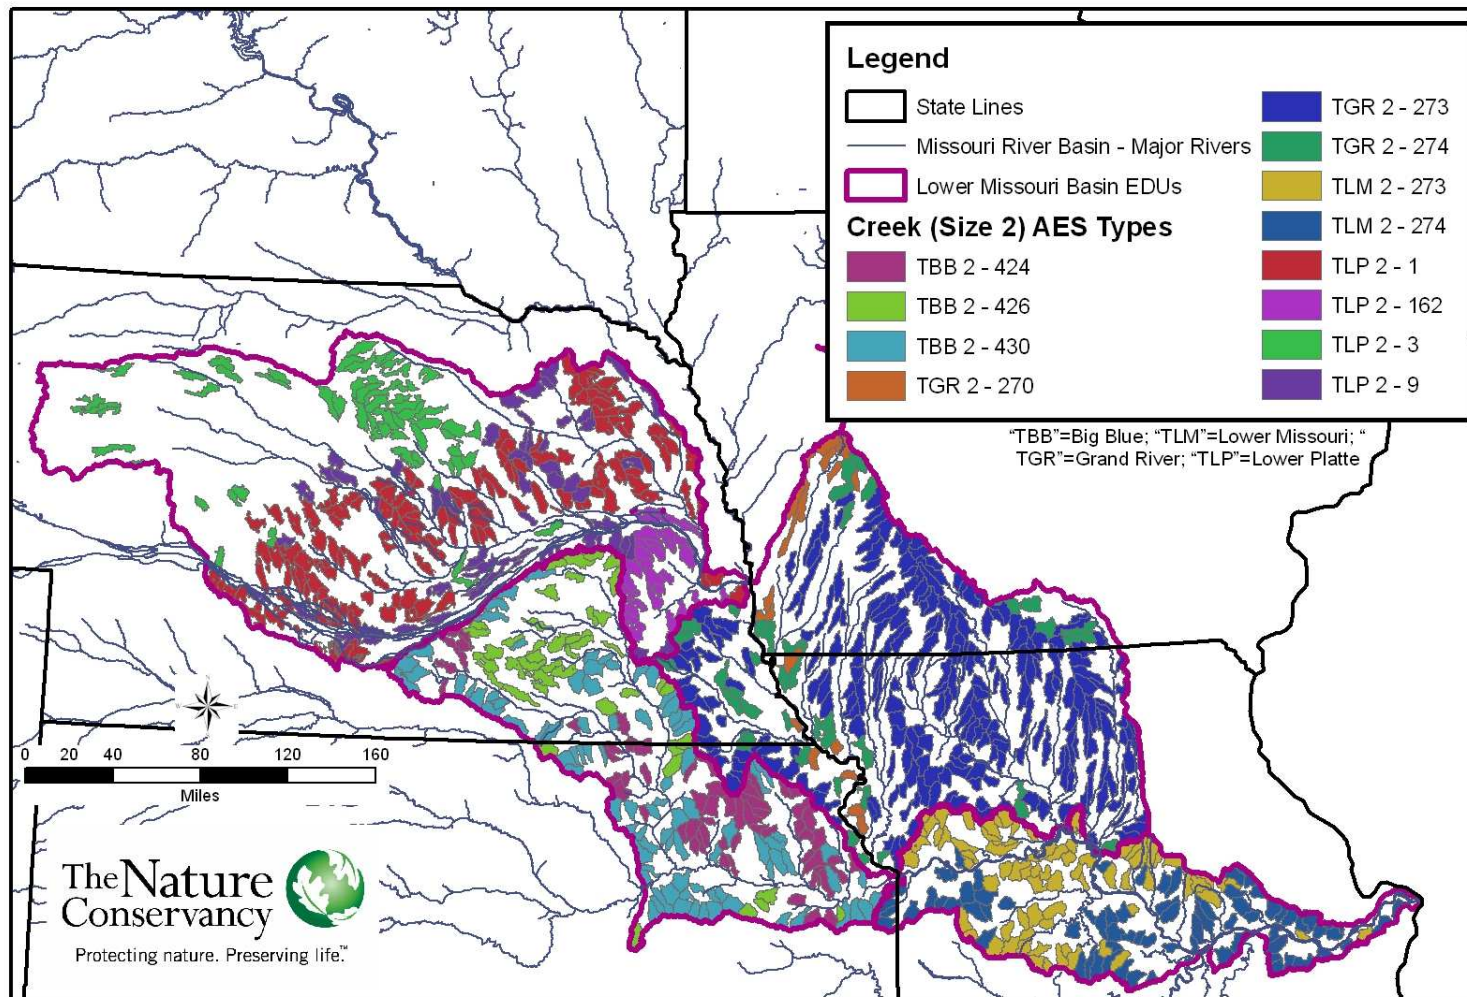 Legend
State Lines
Missouri River Basin - Major Rivers
Lower Missouri Basin EDUs
Creek (Size 2) AES Types
TBB 2 - 424
TBB 2 - 426
TBB 2 - 430
TGR 2 - 270
TGR 2 - 273
TGR 2 - 274
TLM 2 - 273
TLM 2 - 274
TLP 2 - 1
TLP 2 - 162
TLP 2 - 3
TLP 2 - 9
"TBB"=Big Blue; "TLM"=Lower Missouri; "
TGR"=Grand River; "TLP"=Lower Platte
0 20 40 80 120 160
Miles
The Nature
Conservancy
Protecting nature. Preserving life.™